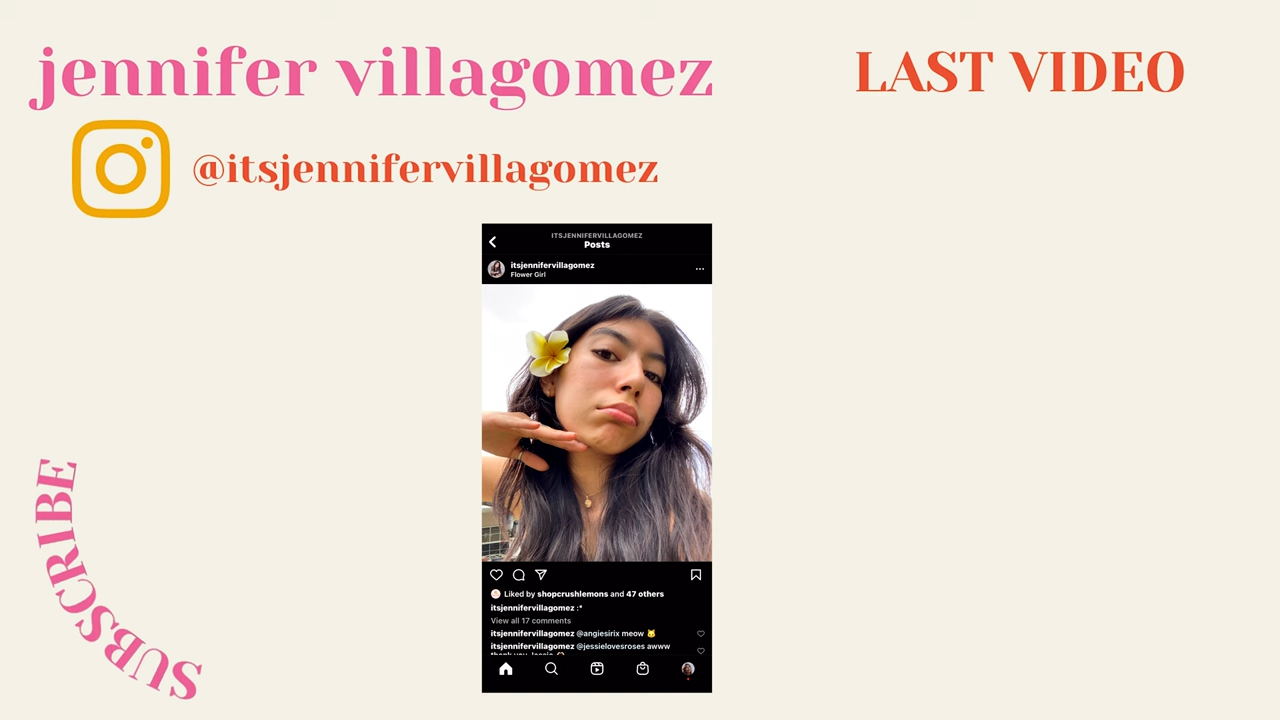 jennifer villagomez
LAST VIDEO
@itsjennifervillagomez
ITSJENNIFERVILLAGOMEZ
Posts
itsjennifervillagomez
Flower Girl
Liked by shopcrushlemons and 47 others
itsjennifervillagomez :*
View all 17 comments
itsjennifervillagomez @angiesirix meow 🐱
itsjennifervillagomez @jessielovesroses awww
SUBSCRIBE